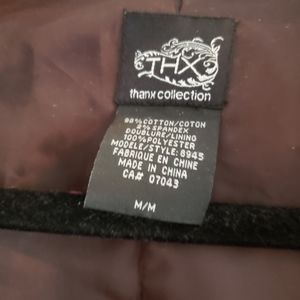 THX
thanx collection
98% COTTON/COTON
2% SPANDEX
DOUBLURE/LINING
100% POLYESTER
MODELE/STYLE: 8945
FABRIQUE EN CHINE
MADE IN CHINA
CA# 07043
M/M